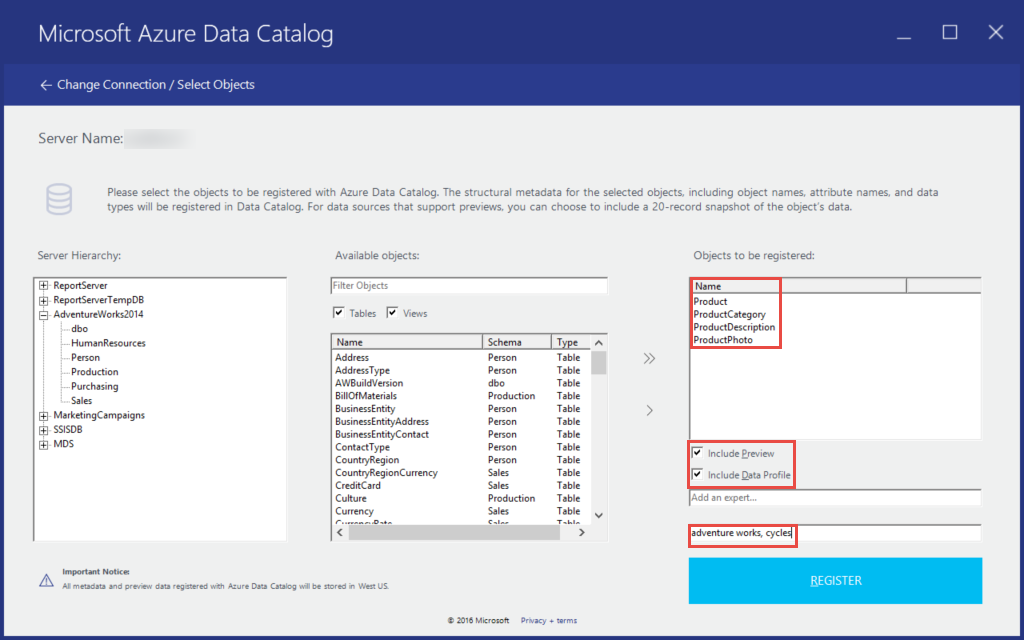 Microsoft Azure Data Catalog
← Change Connection / Select Objects
Server Name:
Please select the objects to be registered with Azure Data Catalog. The structural metadata for the selected objects, including object names, attribute names, and data
types will be registered in Data Catalog. For data sources that support previews, you can choose to include a 20-record snapshot of the object's data.
Server Hierarchy:
ReportServer
ReportServerTempDB
AdventureWorks2014
dbo
HumanResources
Person
Production
Purchasing
Sales
MarketingCampaigns
SSISDB
MDS
Available objects:
Filter Objects
Tables Views
Name Schema Type
Address Person Table
AddressType Person Table
AWBuildVersion dbo Table
BillOfMaterials Production Table
BusinessEntity Person Table
BusinessEntityAddress Person Table
BusinessEntityContact Person Table
ContactType Person Table
CountryRegion Person Table
CountryRegionCurrency Sales Table
CreditCard Sales Table
Culture Production Table
Currency Sales Table
CurrencyRate Sales Table
Objects to be registered:
Name
Product
ProductCategory
ProductDescription
ProductPhoto
Include Preview
Include Data Profile
Add an expert...
adventure works, cycles
REGISTER
Important Notice:
All metadata and preview data registered with Azure Data Catalog will be stored in West US.
© 2016 Microsoft Privacy + terms